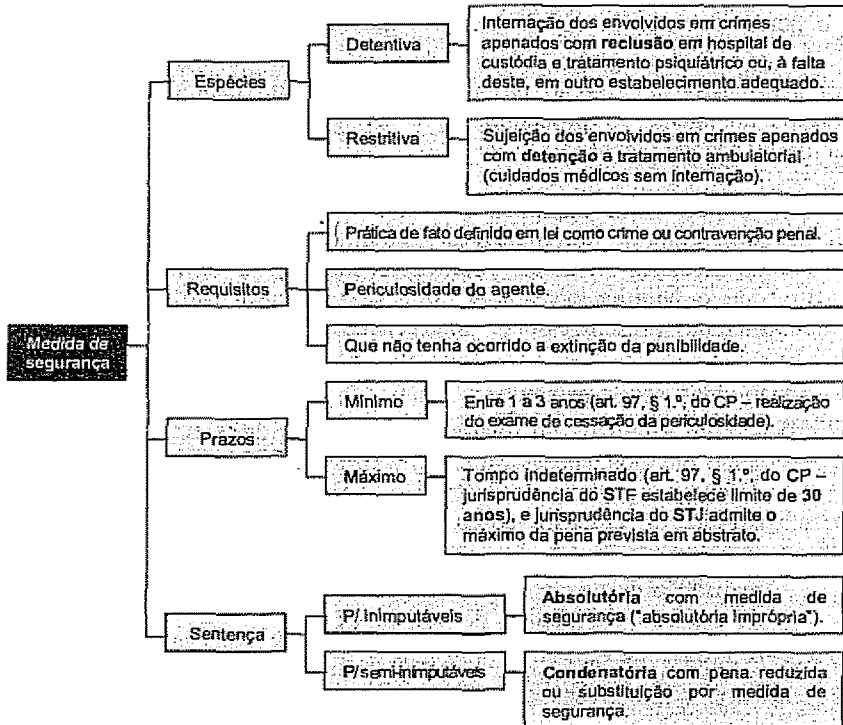 Medida de
segurança
Espécies
Detentiva
Internação dos envolvidos em crimes
apenados com reclusão em hospital de
custódia e tratamento psiquiátrico ou, à falta
deste, em outro estabelecimento adequado.
Restritiva
Sujeição dos envolvidos em crimes apenados
com detenção a tratamento ambulatorial
(cuidados médicos sem internação).
Requisitos
( Prática de fato definido em lei como crime ou contravenção penal.
Periculosidade do agente.
Que não tenha ocorrido a extinção da punibilidade.
Prazos
Mínimo
Entre 1 a 3 anos (art. 97, § 1.º, do CP – realização
do exame de cessação da periculosidade).
Máximo
Tempo indeterminado (art. 97, § 1.º, do CP –
jurisprudência do STF estabelece limite de 30
anos), e jurisprudência do STJ admite o
máximo da pena prevista em abstrato.
Sentença
P/ Inimputáveis
Absolutória com medida de
segurança ("absolutória imprópria").
P/semi-inimputáveis
Condenatória com pena reduzida
ou substituição por medida de
segurança.